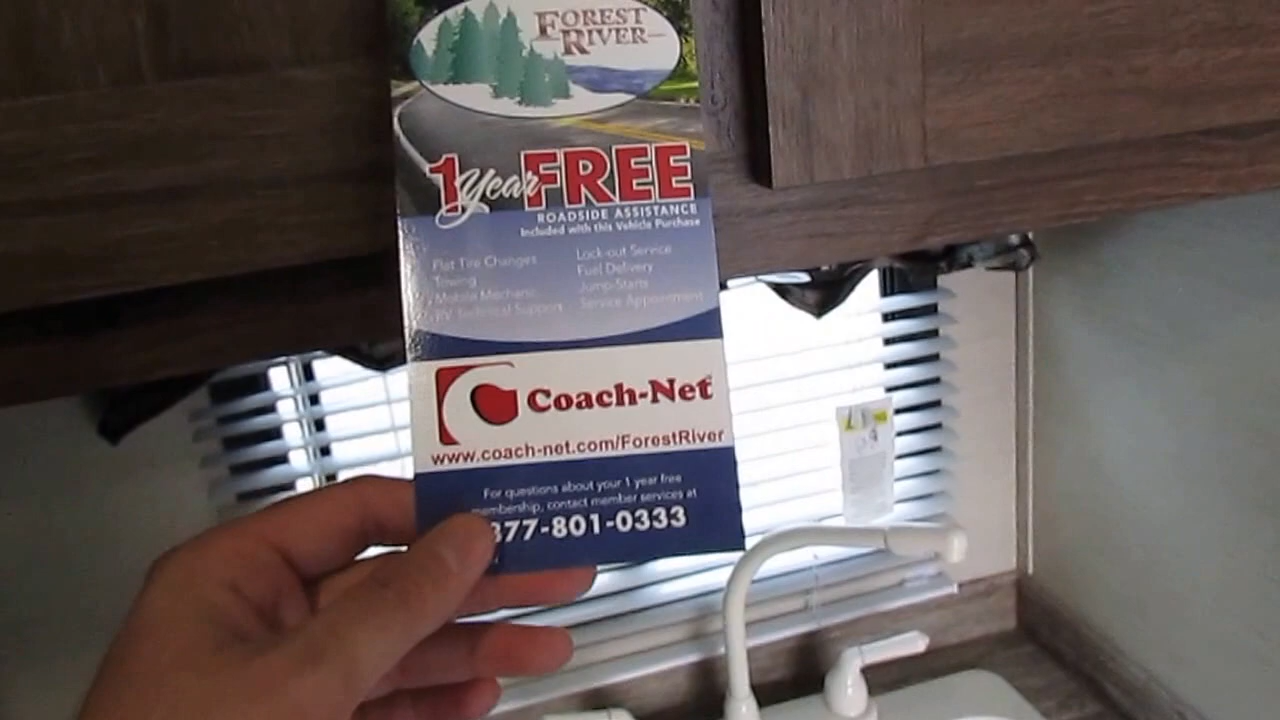 FOREST
RIVER
1 Year FREE
ROADSIDE ASSISTANCE
Included with this Vehicle Purchase
Flat Tire Changes
Towing
Mobile Mechanic
RV Technical Support
Lock-out Service
Fuel Delivery
Jump-Starts
Service Appointment
Coach-Net
www.coach-net.com/ForestRiver
For questions about your 1 year free
membership, contact member services at
877-801-0333